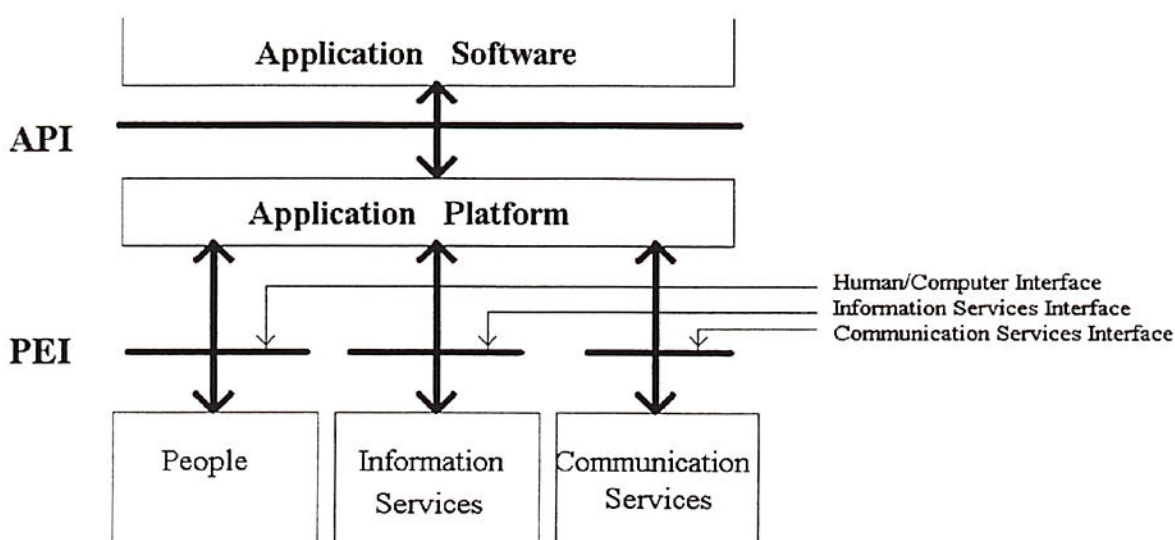 Application Software
API
Application Platform
Human/Computer Interface
Information Services Interface
Communication Services Interface
PEI
People
Information
Services
Communication
Services